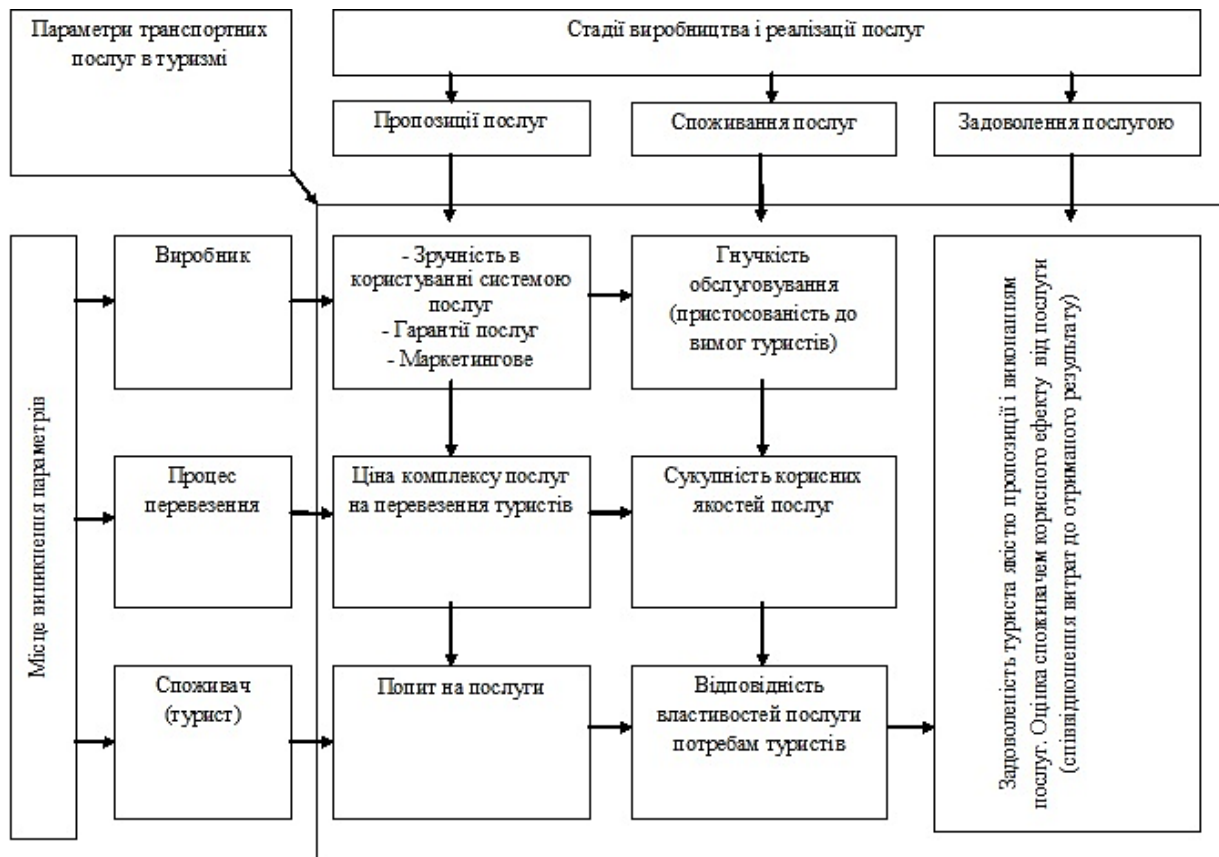 Параметри транспортних
послуг в туризмі
Стадії виробництва і реалізації послуг
Пропозиції послуг
Споживання послуг
Задоволення послугою
Місце виникнення параметрів
Виробник
- Зручність в
користуванні системою
послуг
- Гарантії послуг
- Маркетингове
Гнучкість
обслуговування
(пристосованість до
вимог туристів)
Процес
перевезення
Ціна комплексу послуг
на перевезення туристів
Сукупність корисних
якостей послуг
Споживач
(турист)
Попит на послуги
Відповідність
властивостей послуги
потребам туристів
Задоволеність туриста якістю пропозиції і виконанням
послуг. Оцінка споживачем корисного ефекту від послуги
(співвідношення витрат до отриманого результату)